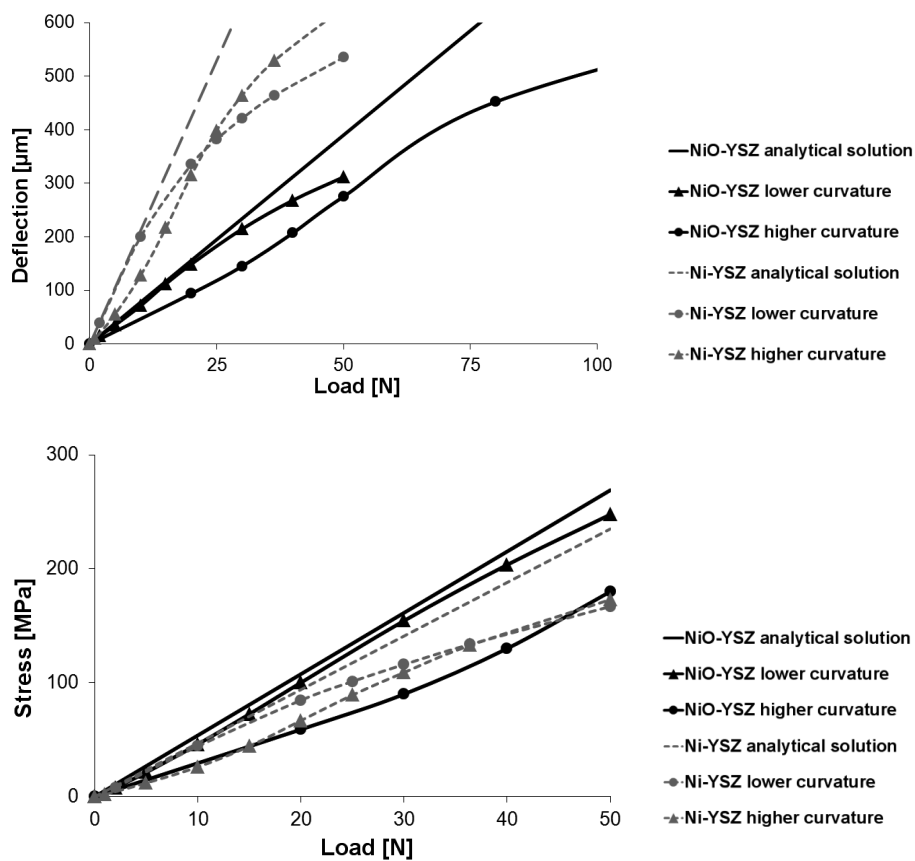 600
500
400
300
200
100
0
Deflection [µm]
0 25 50 75 100
Load [N]
NiO-YSZ analytical solution
NiO-YSZ lower curvature
NiO-YSZ higher curvature
Ni-YSZ analytical solution
Ni-YSZ lower curvature
Ni-YSZ higher curvature
300
200
100
0
Stress [MPa]
0 10 20 30 40 50
Load [N]
NiO-YSZ analytical solution
NiO-YSZ lower curvature
NiO-YSZ higher curvature
Ni-YSZ analytical solution
Ni-YSZ lower curvature
Ni-YSZ higher curvature